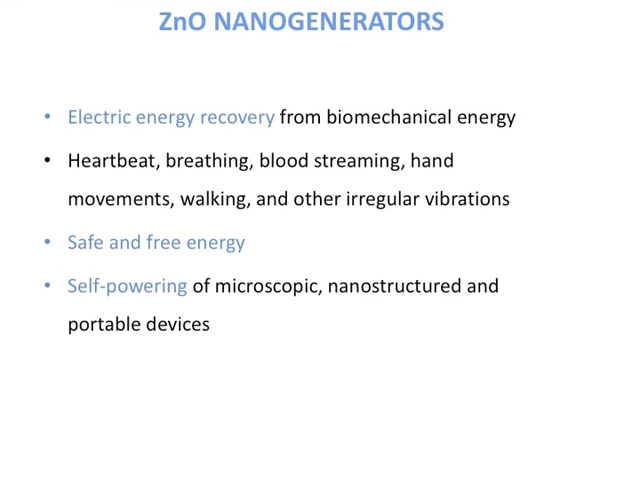 ZnO NANOGENERATORS
• Electric energy recovery from biomechanical energy
• Heartbeat, breathing, blood streaming, hand
movements, walking, and other irregular vibrations
• Safe and free energy
• Self-powering of microscopic, nanostructured and
portable devices